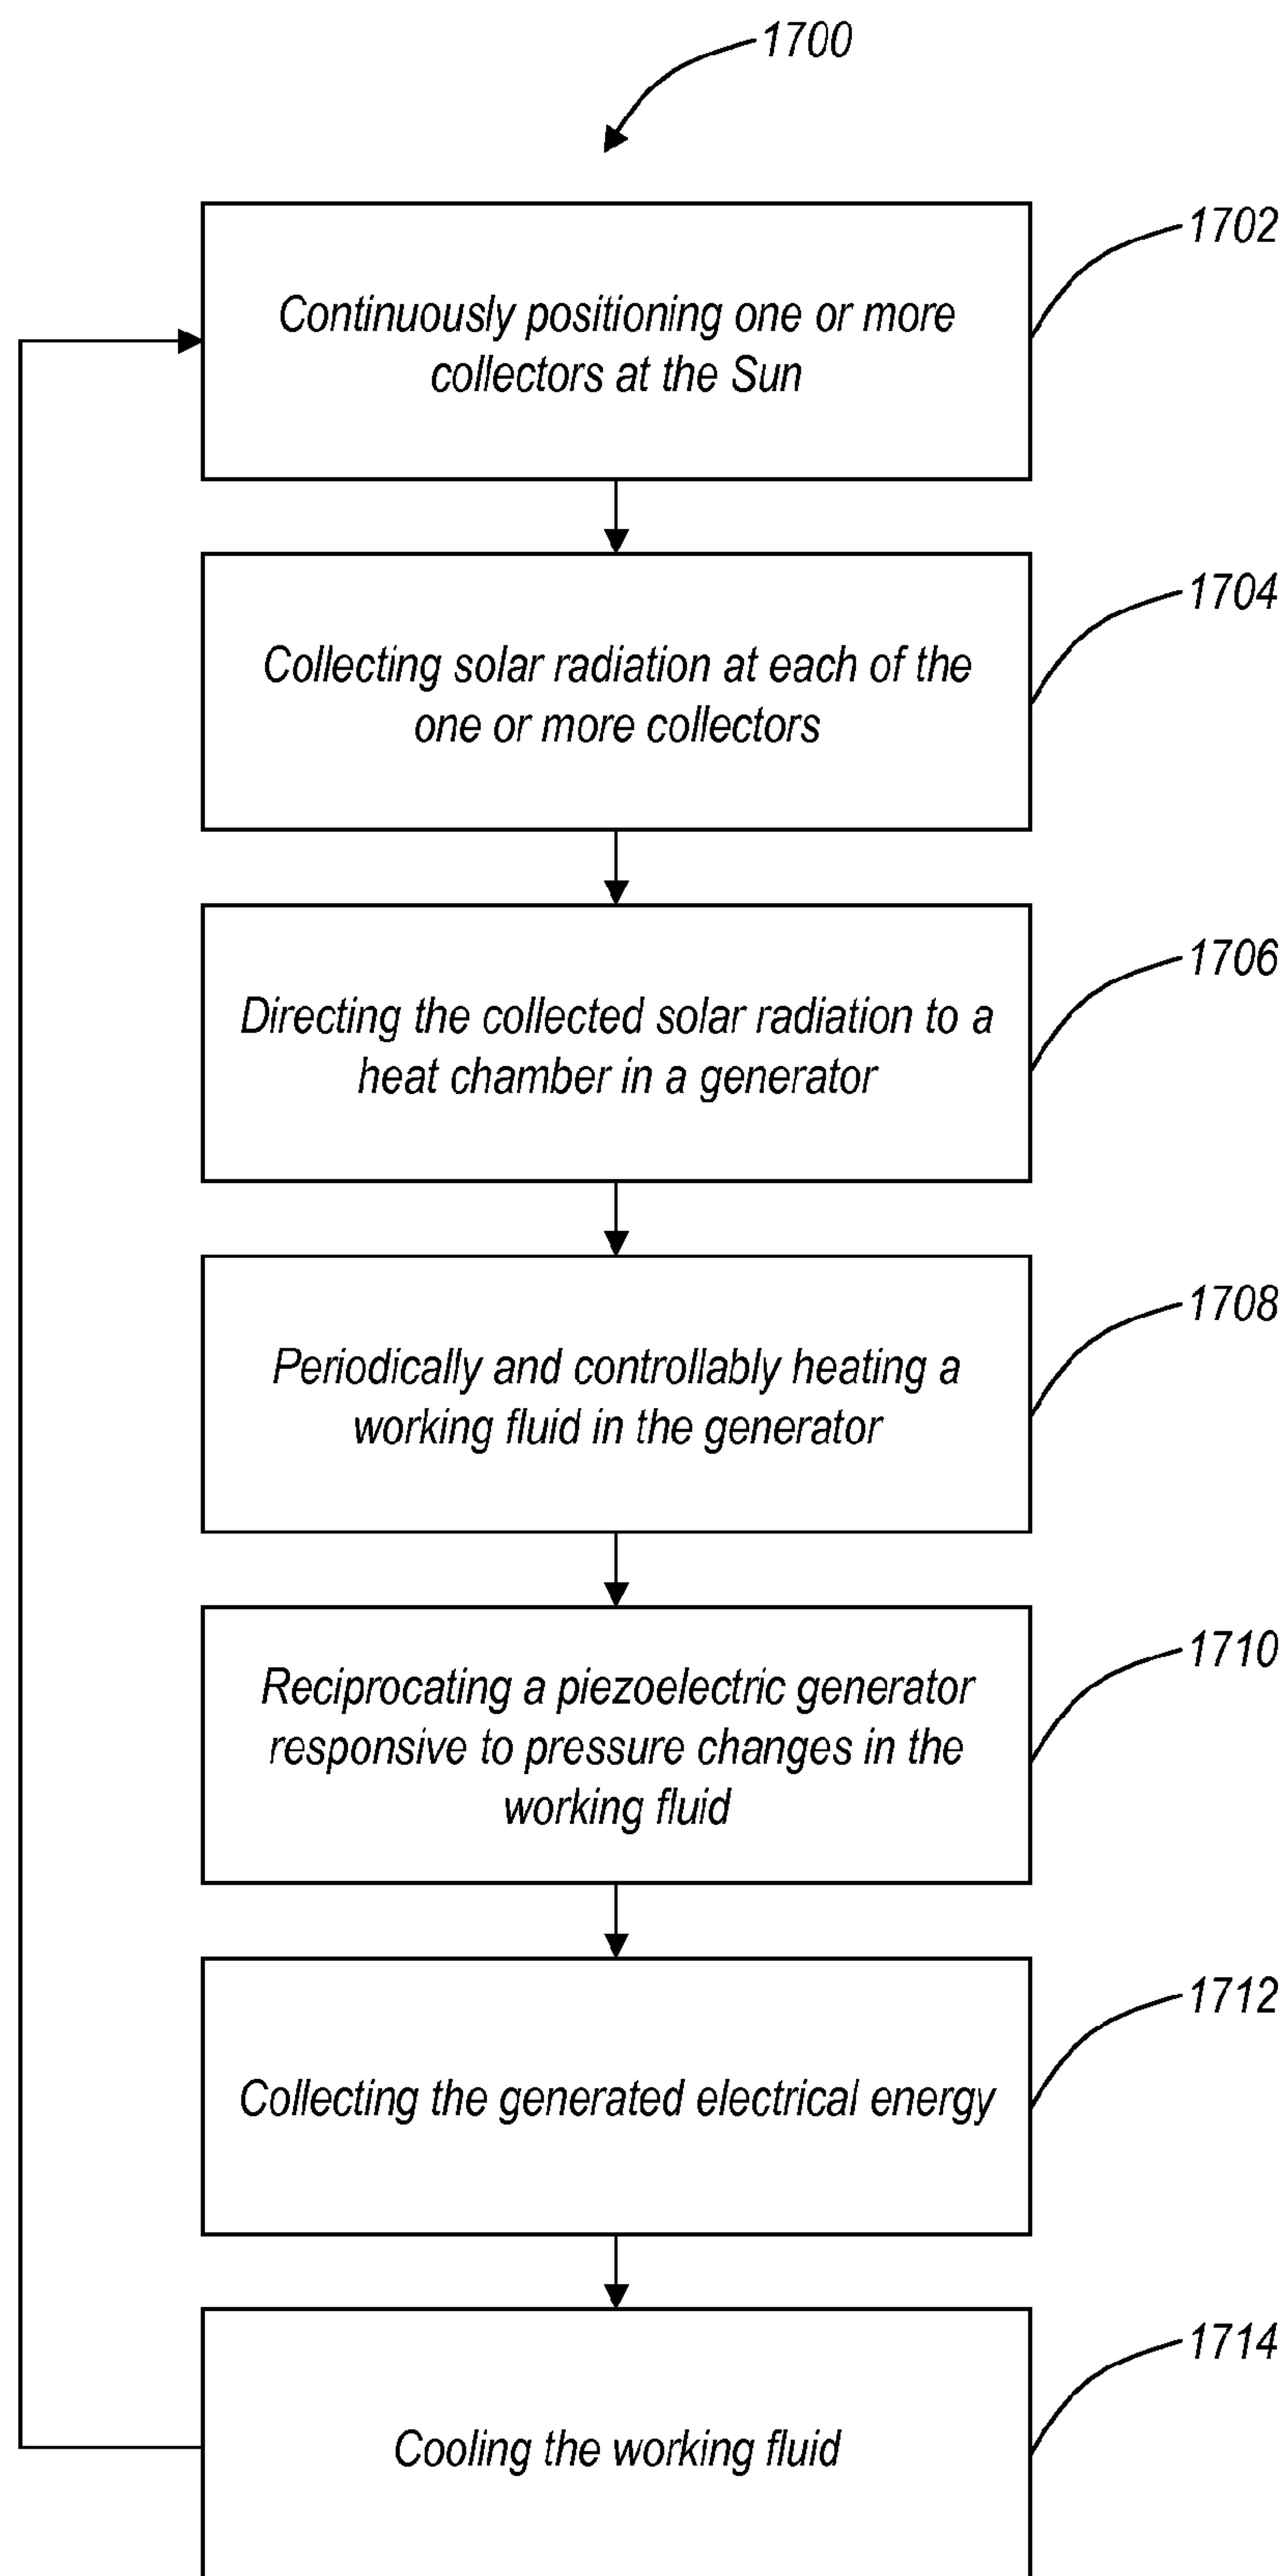 1700
1702
Continuously positioning one or more
collectors at the Sun
1704
Collecting solar radiation at each of the
one or more collectors
1706
Directing the collected solar radiation to a
heat chamber in a generator
1708
Periodically and controllably heating a
working fluid in the generator
1710
Reciprocating a piezoelectric generator
responsive to pressure changes in the
working fluid
1712
Collecting the generated electrical energy
1714
Cooling the working fluid